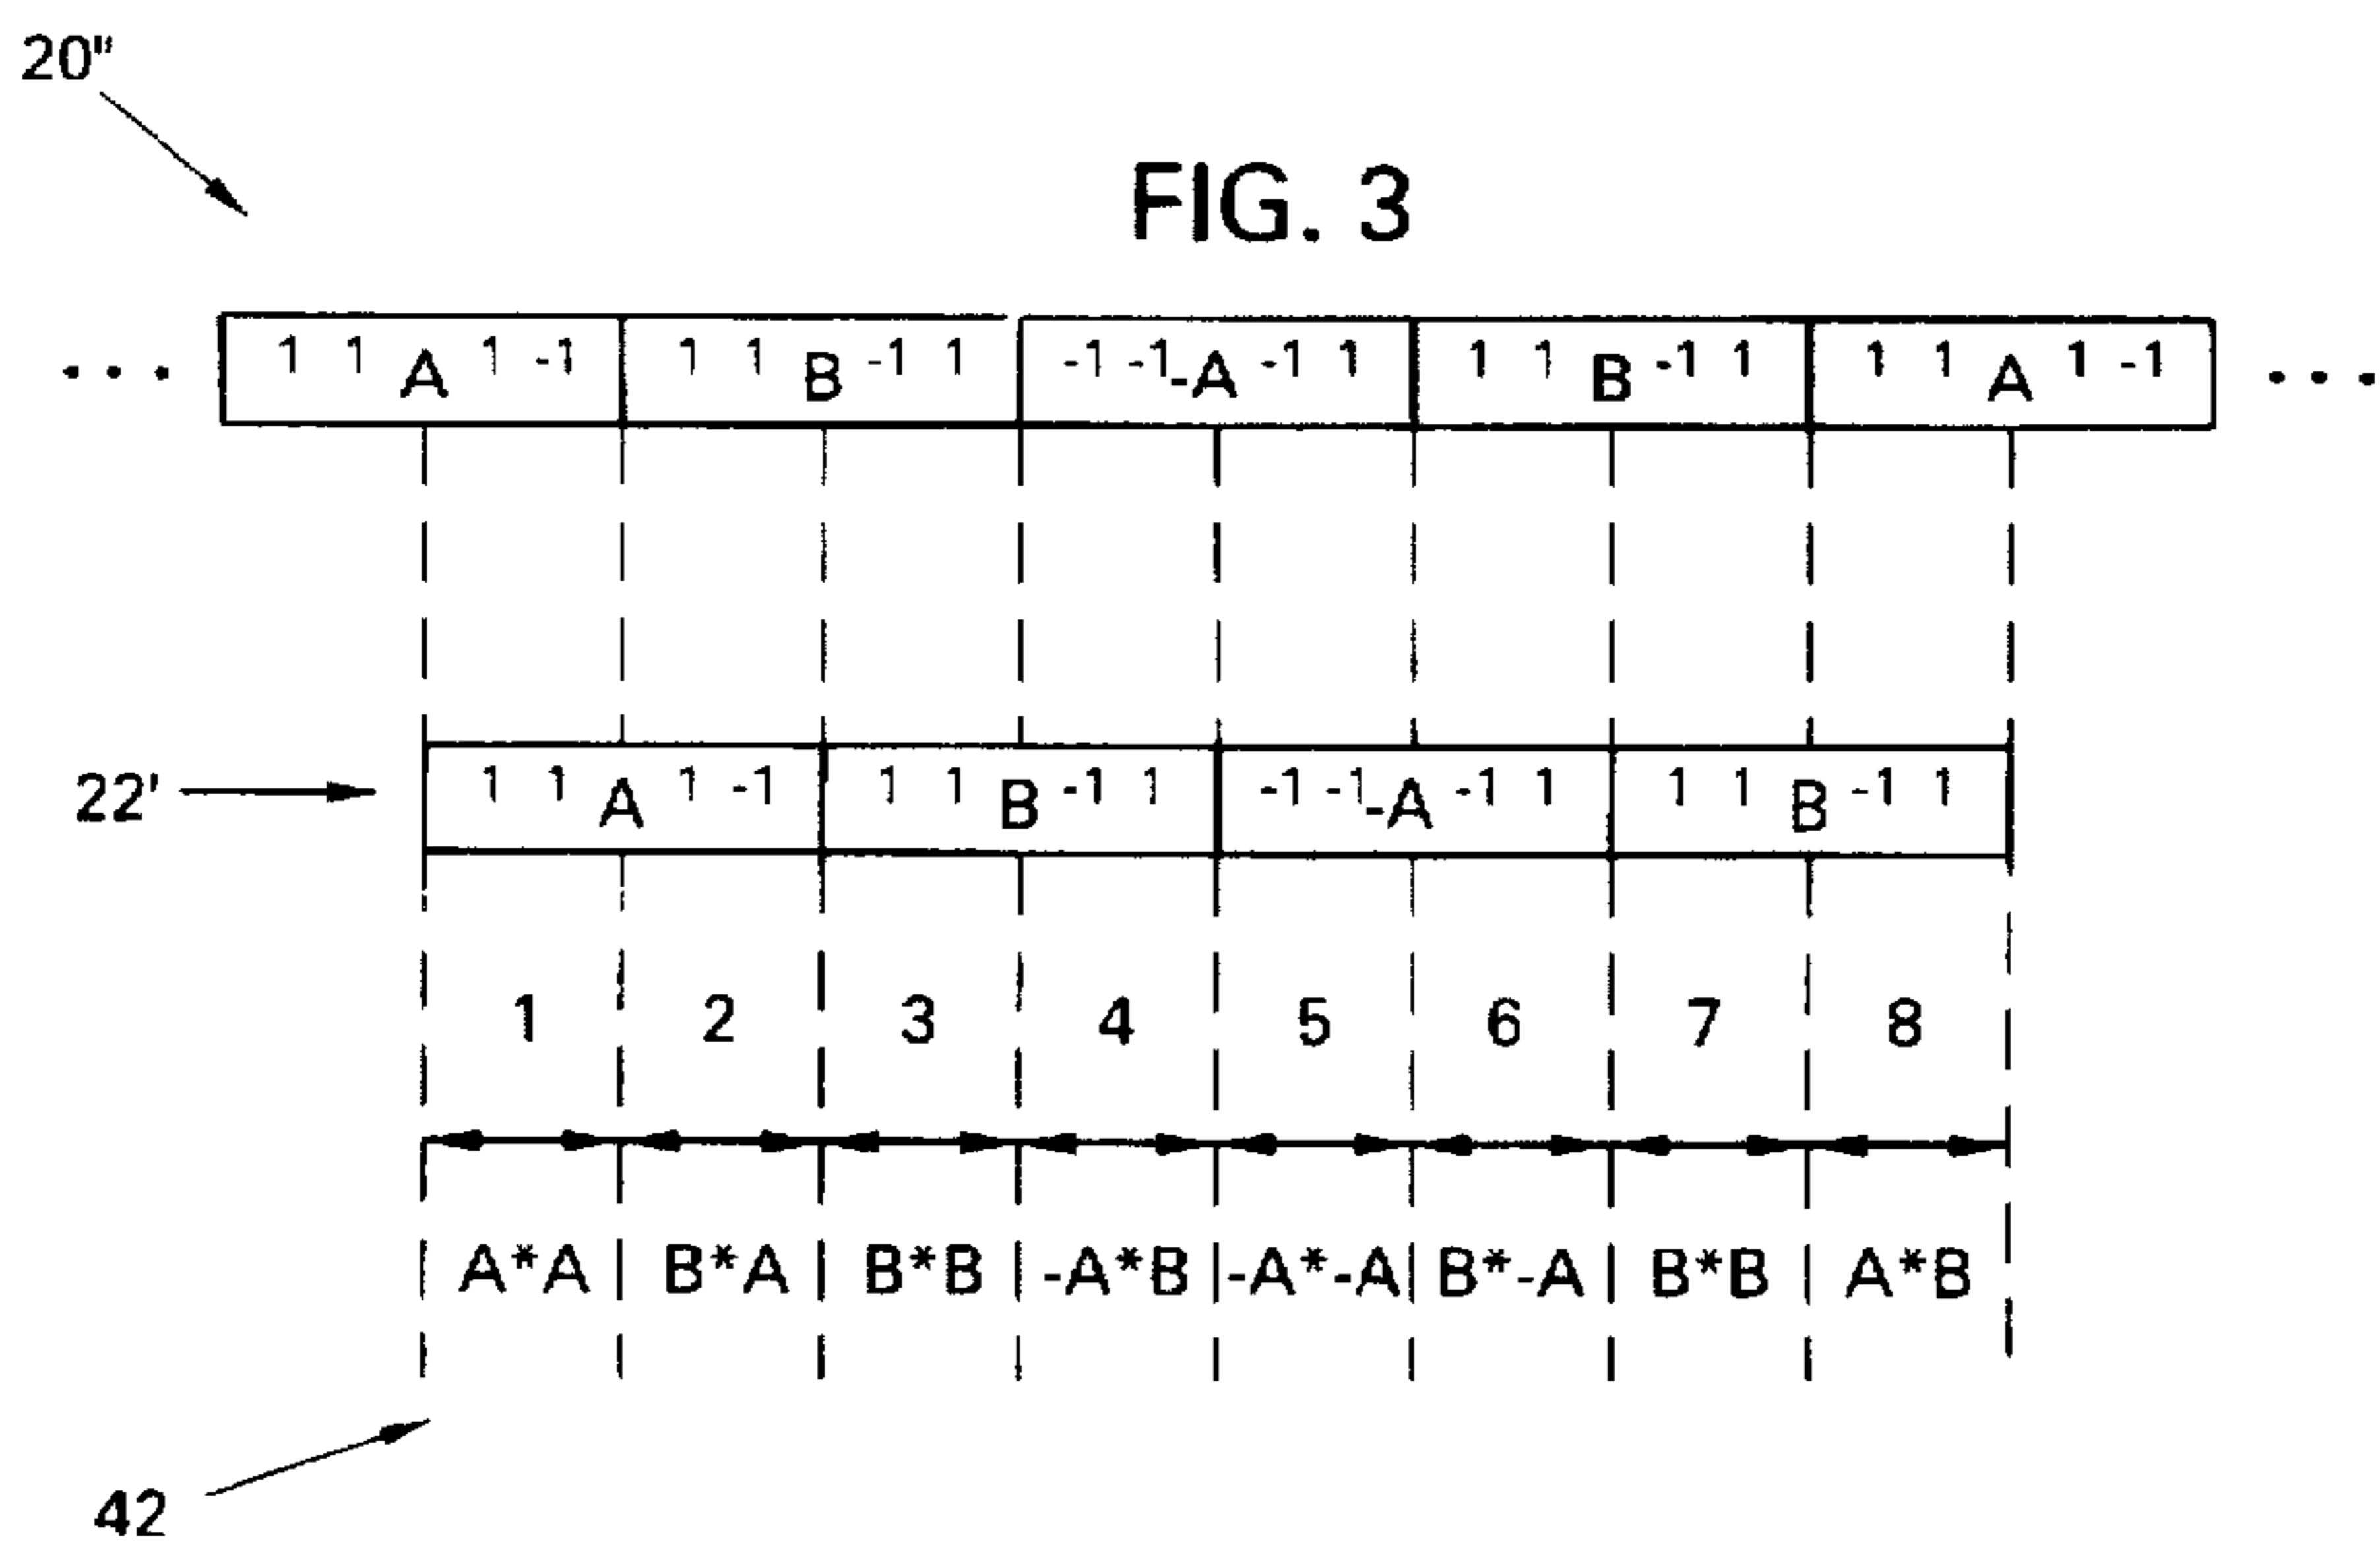 20"
FIG. 3
... 1 1 A 1 -1 1 1 B -1 1 -1 -1 -A -1 1 1 1 B -1 1 1 1 A 1 -1 ...
22' 1 1 A 1 -1 1 1 B -1 1 -1 -1 -A -1 1 1 1 B -1 1
1 2 3 4 5 6 7 8
A*A B*A B*B -A*B -A*-A B*-A B*B A*B
42